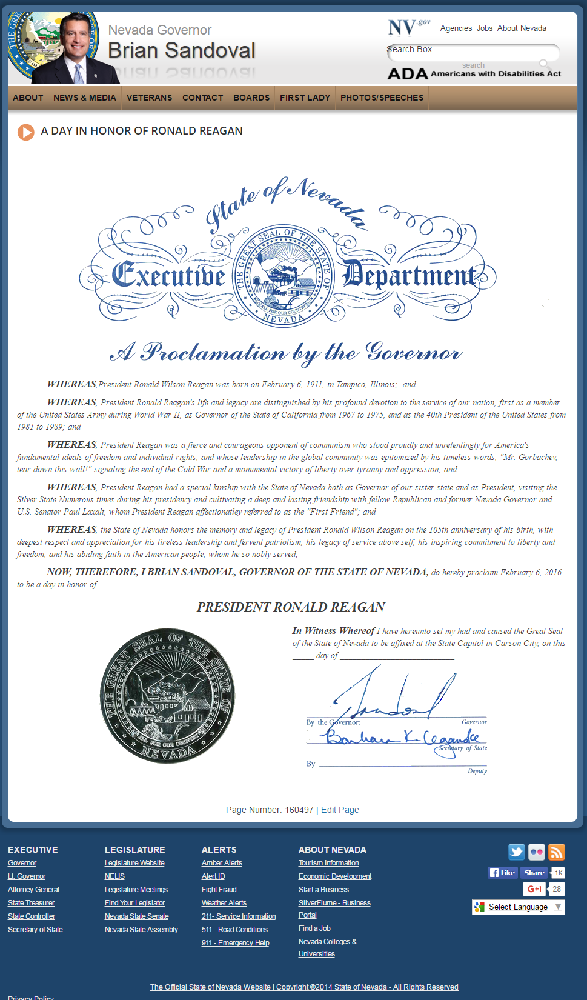 Nevada Governor
Brian Sandoval
NV.gov
Agencies Jobs About Nevada
Search Box
search
ADA Americans with Disabilities Act
ABOUT NEWS & MEDIA VETERANS CONTACT BOARDS FIRST LADY PHOTOS/SPEECHES
A DAY IN HONOR OF RONALD REAGAN
State of Nevada
Executive Department
THE GREAT SEAL OF THE STATE OF NEVADA
ALL FOR OUR COUNTRY
A Proclamation by the Governor
WHEREAS,President Ronald Wilson Reagan was born on February 6, 1911, in Tampico, Illinois; and
WHEREAS, President Ronald Reagan's life and legacy are distinguished by his profound devotion to the service of our nation, first as a member
of the United States Army during World War II, as Governor of the State of California from 1967 to 1975, and as the 40th President of the United States from
1981 to 1989; and
WHEREAS, President Reagan was a fierce and courageous opponent of communism who stood proudly and unrelentingly for America's
fundamental ideals of freedom and individual rights, and whose leadership in the global community was epitomized by his timeless words, "Mr. Gorbachev,
tear down this wall!" signaling the end of the Cold War and a monumental victory of liberty over tyranny and oppression; and
WHEREAS, President Reagan had a special kinship with the State of Nevada both as Governor of our sister state and as President, visiting the
Silver State Numerous times during his presidency and cultivating a deep and lasting friendship with fellow Republican and former Nevada Governor and
U.S. Senator Paul Laxalt, whom President Reagan affectionatley referred to as the "First Friend"; and
WHEREAS, the State of Nevada honors the memory and legacy of President Ronald Wilson Reagan on the 105th anniversary of his birth, with
deepest respect and appreciation for his tireless leadership and fervent patriotism, his legacy of service above self, his inspiring commitment to liberty and
freedom, and his abiding faith in the American people, whom he so nobly served;
NOW, THEREFORE, I BRIAN SANDOVAL, GOVERNOR OF THE STATE OF NEVADA, do hereby proclaim February 6, 2016
to be a day in honor of
PRESIDENT RONALD REAGAN
THE GREAT SEAL OF THE STATE OF NEVADA
ALL FOR OUR COUNTRY
In Witness Whereof I have hereunto set my had and caused the Great Seal
of the State of Nevada to be affixed at the State Capitol in Carson City, on this
_____ day of ___________________________.
Sandoval
By the Governor: Governor
Barbara K. Cegavske
Secretary of State
By
Deputy
Page Number: 160497 | Edit Page
EXECUTIVE
Governor
Lt. Governor
Attorney General
State Treasurer
State Controller
Secretary of State
LEGISLATURE
Legislature Website
NELIS
Legislature Meetings
Find Your Legislator
Nevada State Senate
Nevada State Assembly
ALERTS
Amber Alerts
Alert ID
Fight Fraud
Weather Alerts
211- Service Information
511 - Road Conditions
911 - Emergency Help
ABOUT NEVADA
Tourism Information
Economic Development
Start a Business
SilverFlume - Business
Portal
Find a Job
Nevada Colleges &
Universities
Like Share 1K
G+1 28
Select Language
The Official State of Nevada Website | Copyright ©2014 State of Nevada - All Rights Reserved
Privacy Policy